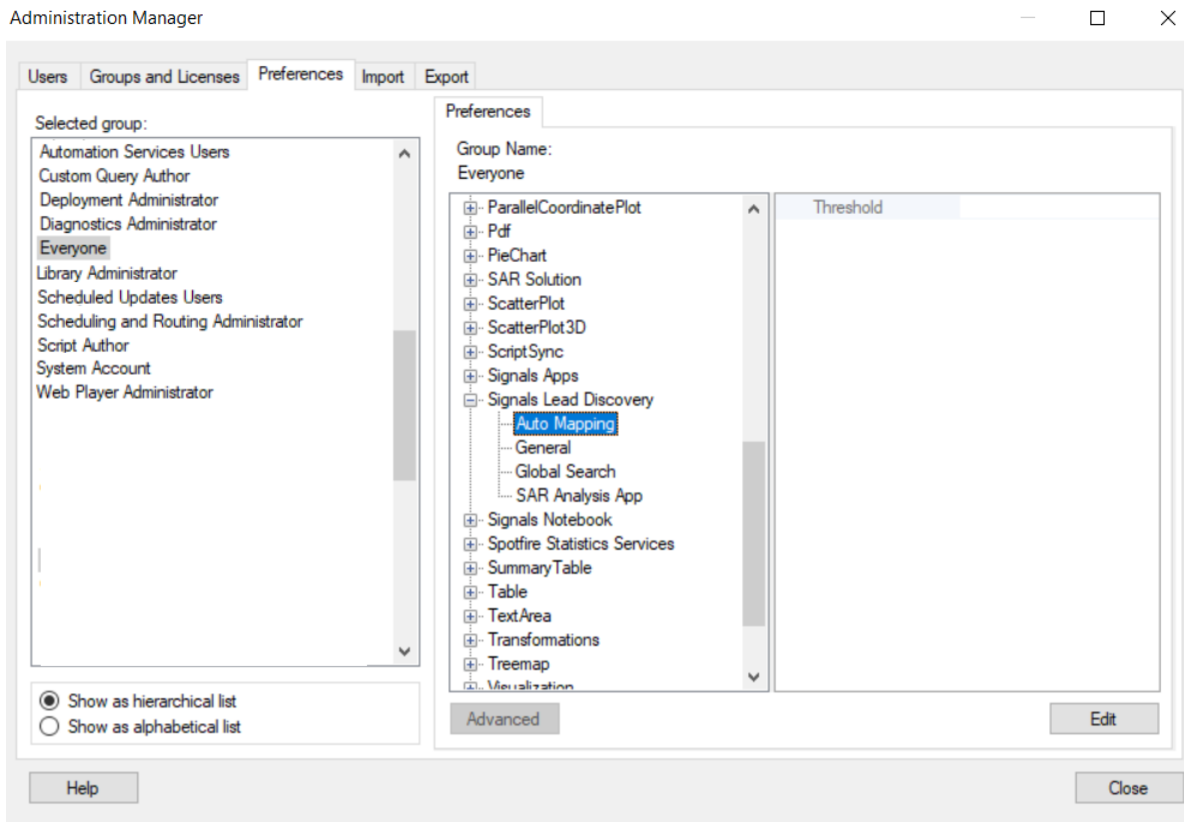 Administration Manager
Users
Groups and Licenses
Preferences
Import
Export
Selected group:
Automation Services Users
Custom Query Author
Deployment Administrator
Diagnostics Administrator
Everyone
Library Administrator
Scheduled Updates Users
Scheduling and Routing Administrator
Script Author
System Account
Web Player Administrator
Show as hierarchical list
Show as alphabetical list
Preferences
Group Name:
Everyone
ParallelCoordinatePlot
Pdf
PieChart
SAR Solution
ScatterPlot
ScatterPlot3D
ScriptSync
Signals Apps
Signals Lead Discovery
Auto Mapping
General
Global Search
SAR Analysis App
Signals Notebook
Spotfire Statistics Services
SummaryTable
Table
TextArea
Transformations
Treemap
Visualization
Threshold
Advanced
Edit
Help
Close